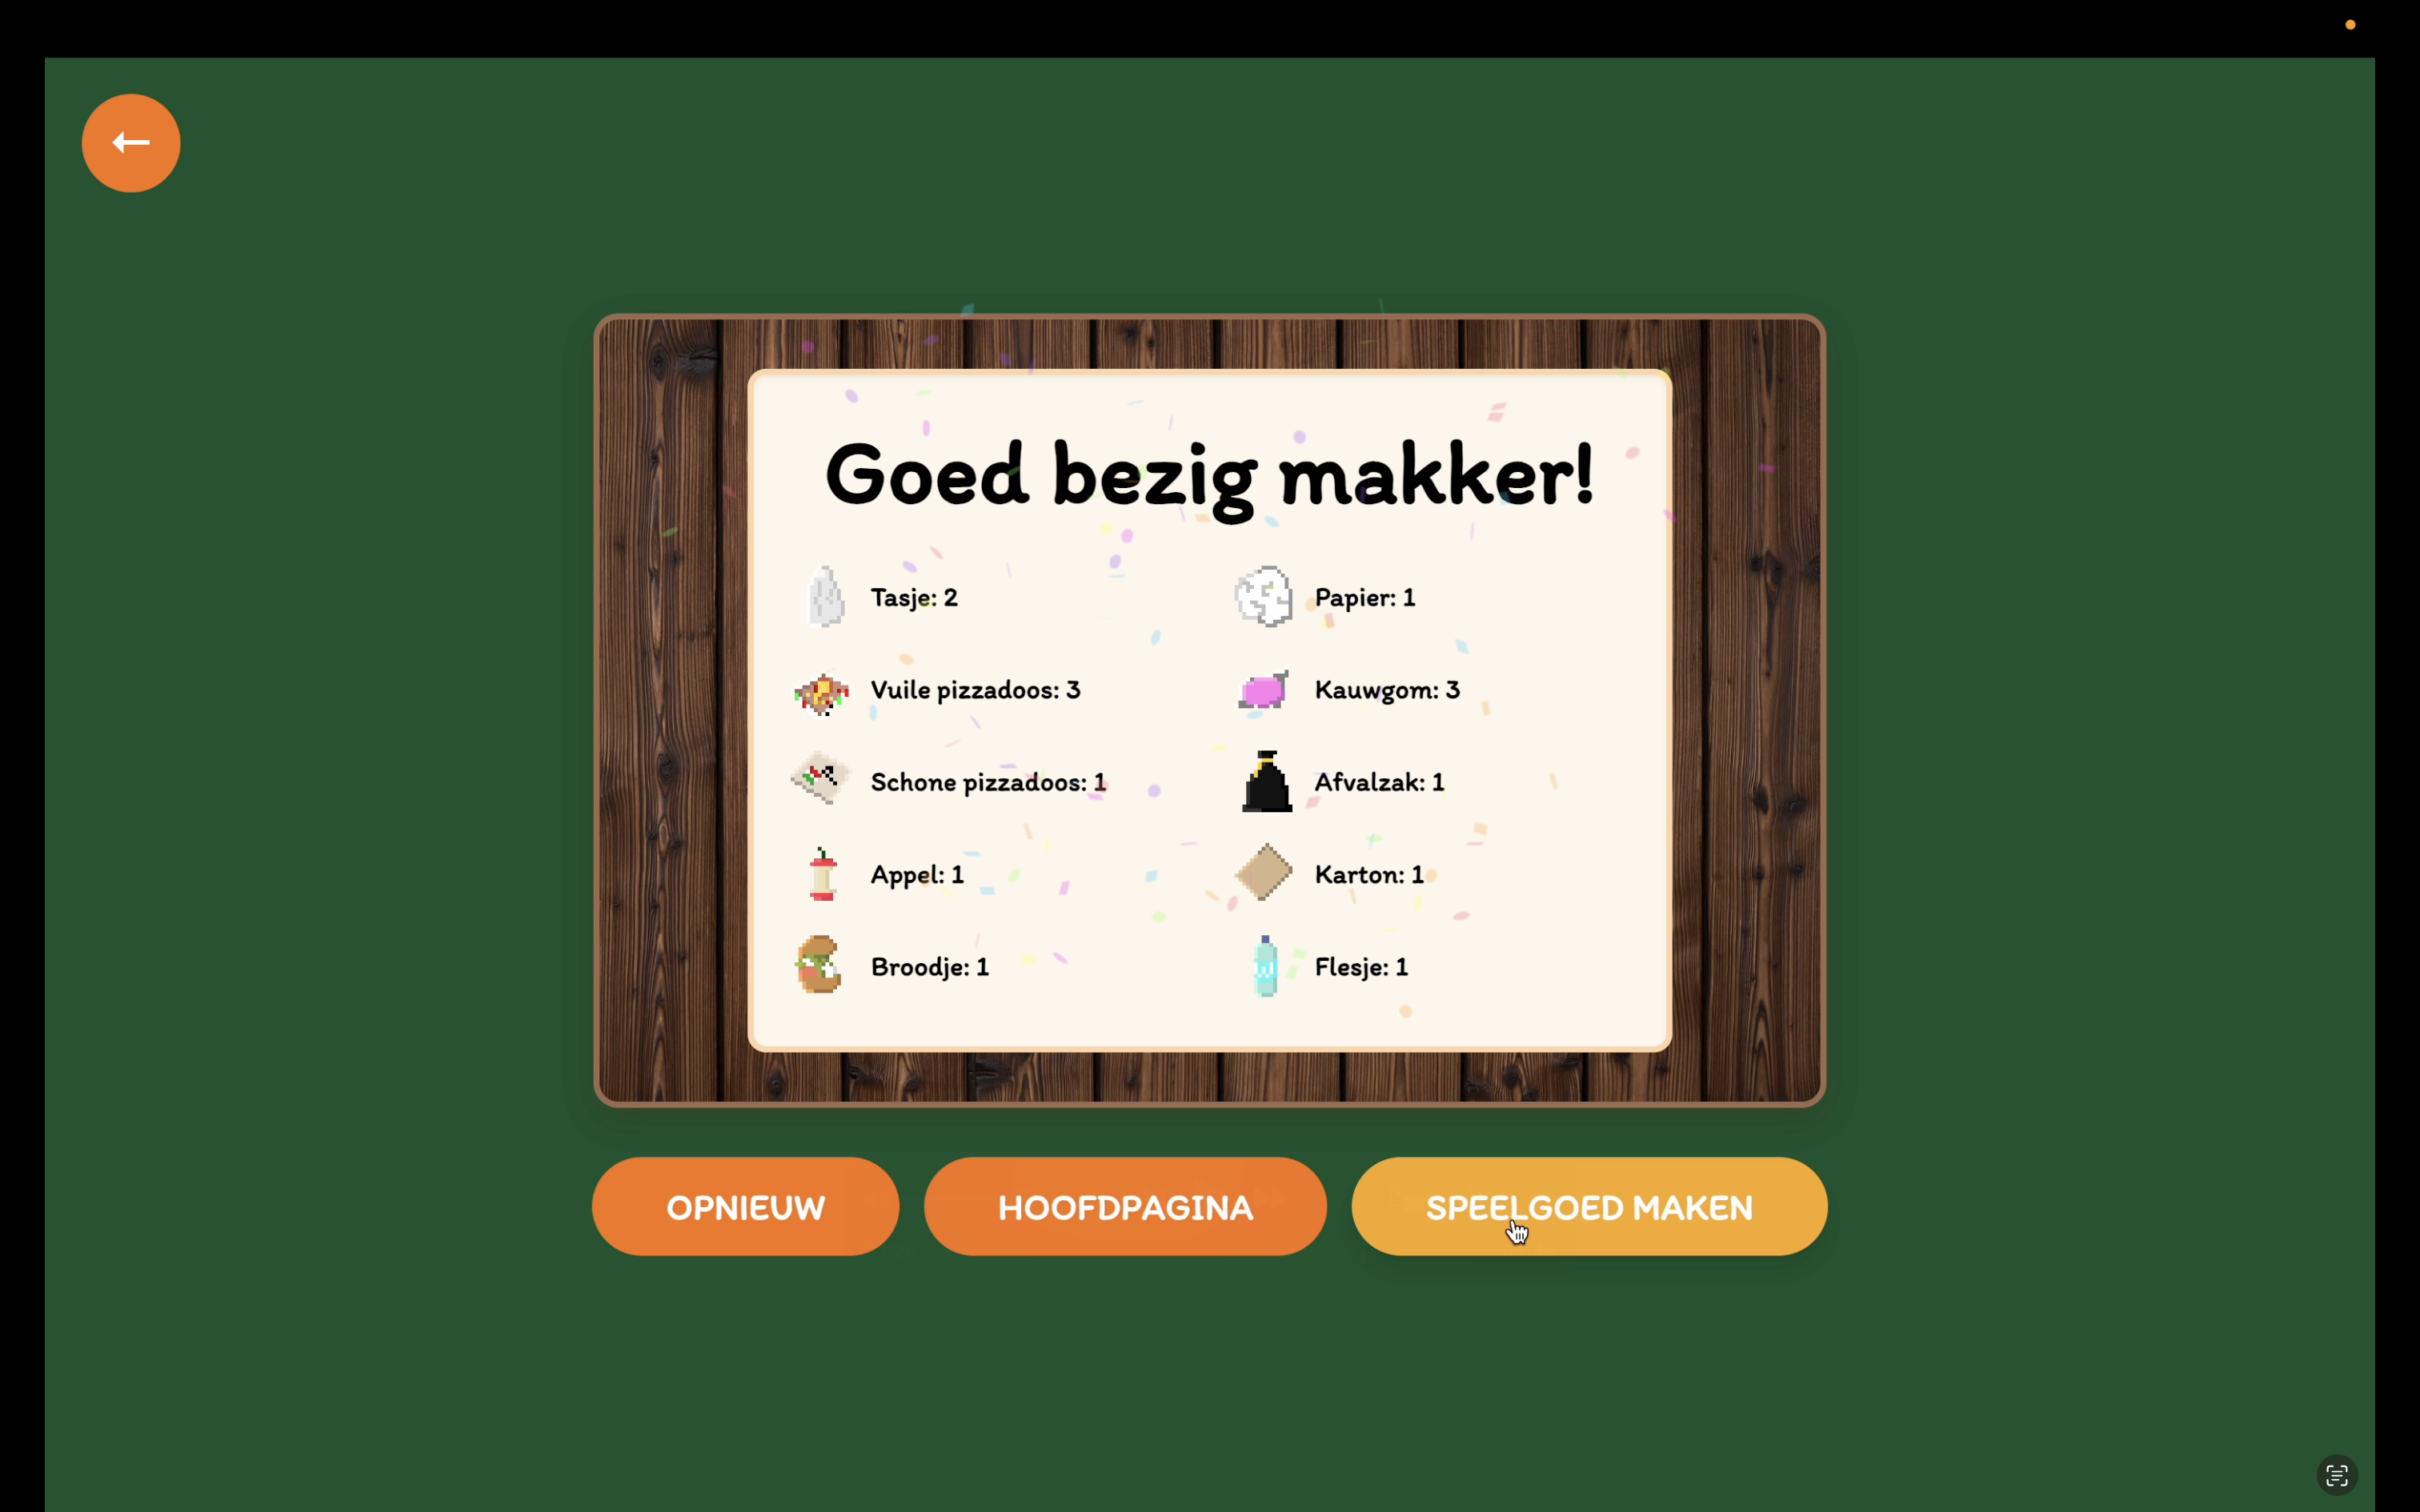 Goed bezig makker!
Tasje: 2
Papier: 1
Vuile pizzadoos: 3
Kauwgom: 3
Schone pizzadoos: 1
Afvalzak: 1
Appel: 1
Karton: 1
Broodje: 1
Flesje: 1
OPNIEUW
HOOFDPAGINA
SPEELGOED MAKEN